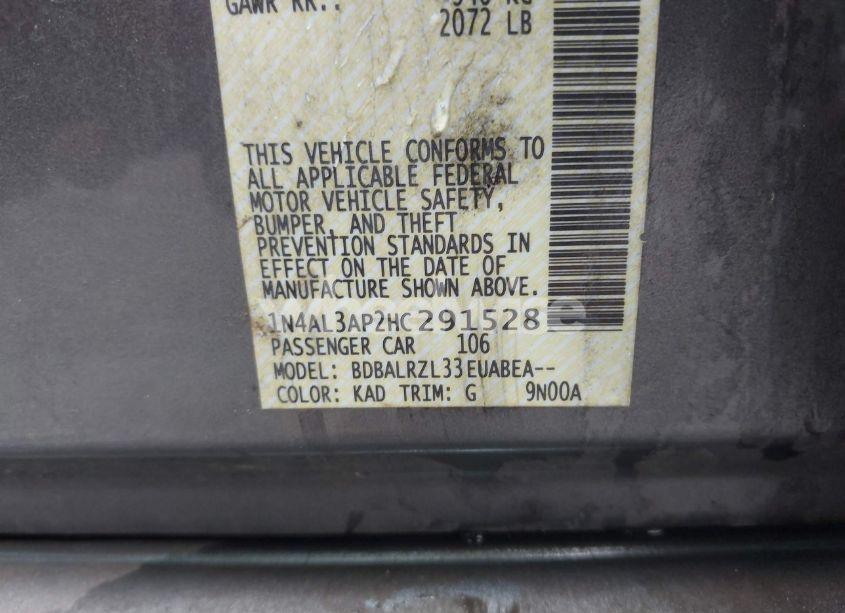 GAWR RR.:
2072 LB
THIS VEHICLE CONFORMS TO
ALL APPLICABLE FEDERAL
MOTOR VEHICLE SAFETY,
BUMPER, AND THEFT
PREVENTION STANDARDS IN
EFFECT ON THE DATE OF
MANUFACTURE SHOWN ABOVE.
1N4AL3AP2HC291528
PASSENGER CAR 106
MODEL: BDBALRZL33EUABEA--
COLOR: KAD TRIM: G 9N00A